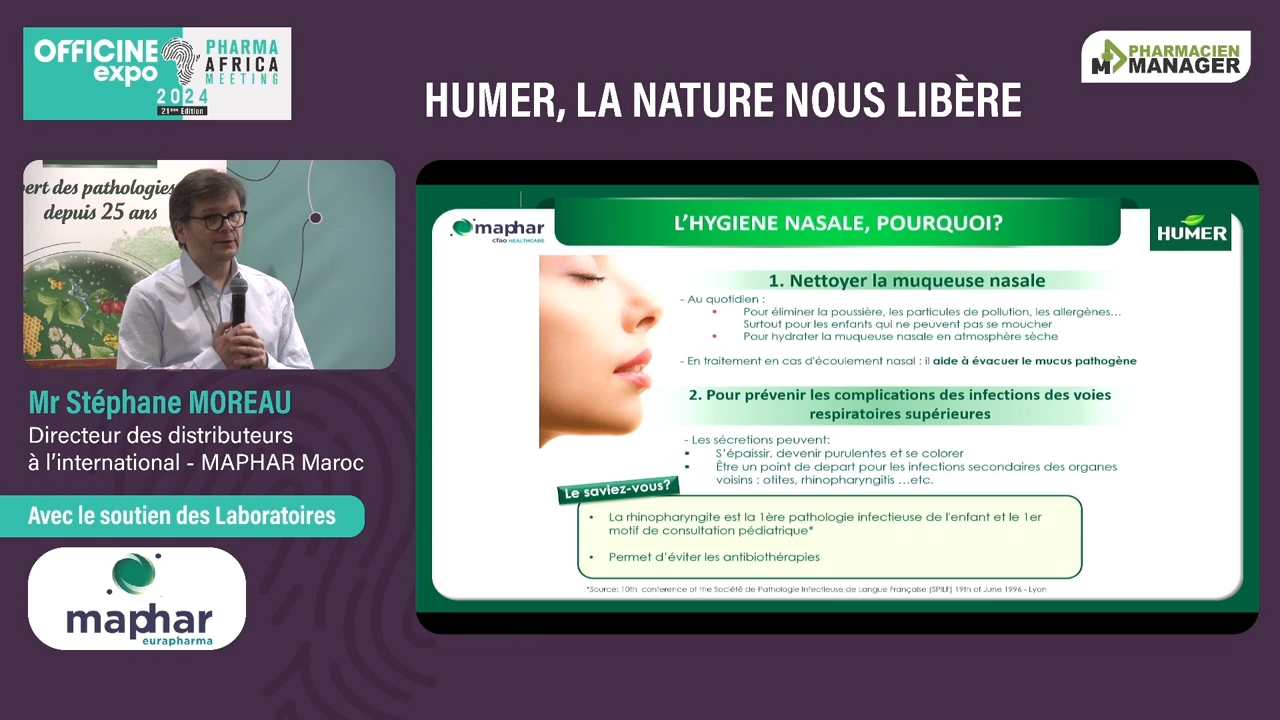 OFFICINE
expo
PHARMA
AFRICA
MEETING
2024
21ème Edition
PHARMACIEN
MANAGER
HUMER, LA NATURE NOUS LIBÈRE
ert des pathologies
depuis 25 ans
Mr Stéphane MOREAU
Directeur des distributeurs
à l'international - MAPHAR Maroc
Avec le soutien des Laboratoires
maphar
eurapharma
maphar
cfao HEALTHCARE
L'HYGIENE NASALE, POURQUOI?
HUMER
1. Nettoyer la muqueuse nasale
- Au quotidien :
Pour éliminer la poussière, les particules de pollution, les allergènes…
Surtout pour les enfants qui ne peuvent pas se moucher
Pour hydrater la muqueuse nasale en atmosphère sèche
- En traitement en cas d'écoulement nasal : il aide à évacuer le mucus pathogène
2. Pour prévenir les complications des infections des voies
respiratoires supérieures
- Les sécretions peuvent:
S'épaissir, devenir purulentes et se colorer
Être un point de depart pour les infections secondaires des organes
voisins : otites, rhinopharyngitis …etc.
Le saviez-vous?
• La rhinopharyngite est la 1ère pathologie infectieuse de l'enfant et le 1er
motif de consultation pédiatrique*
• Permet d'éviter les antibiothérapies
*Source: 10th conference of the Société de Pathologie Infectieuse de Langue Française (SPILF) 19th of June 1996 - Lyon